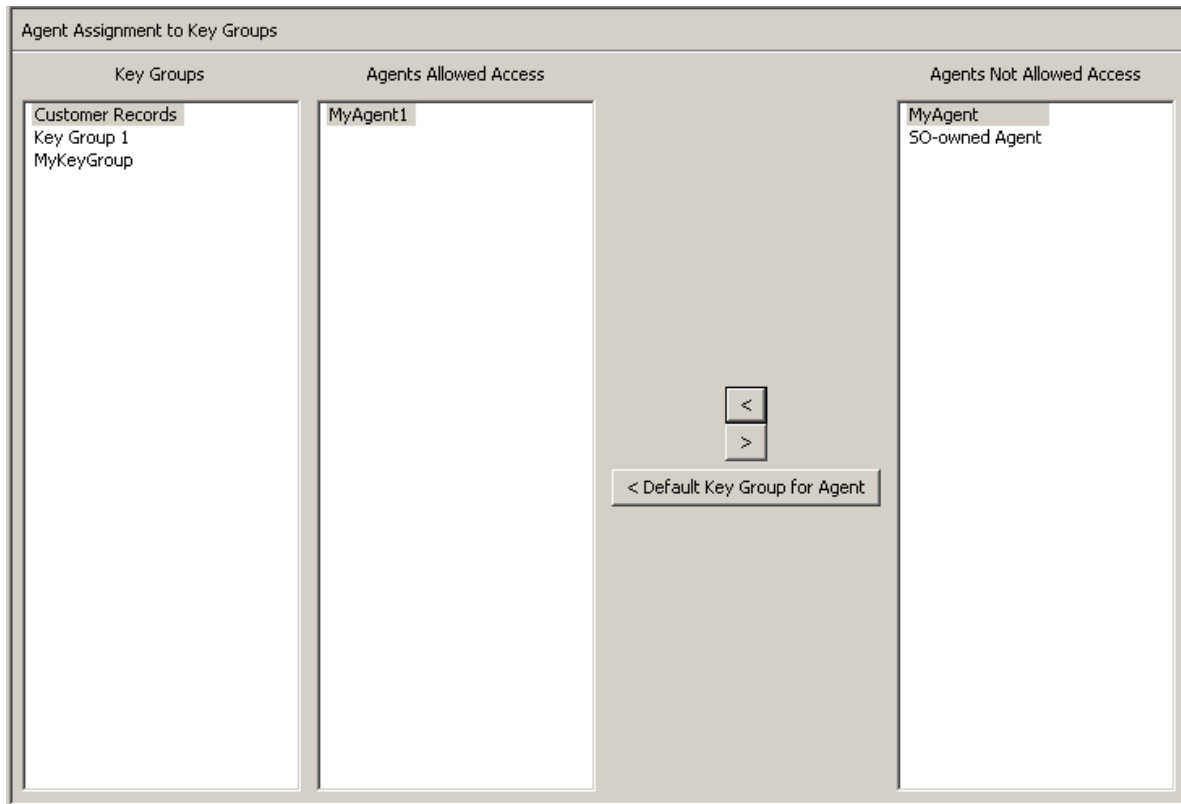 Agent Assignment to Key Groups
Key Groups
Agents Allowed Access
Agents Not Allowed Access
Customer Records
Key Group 1
MyKeyGroup
MyAgent1
<
>
< Default Key Group for Agent
MyAgent
SO-owned Agent